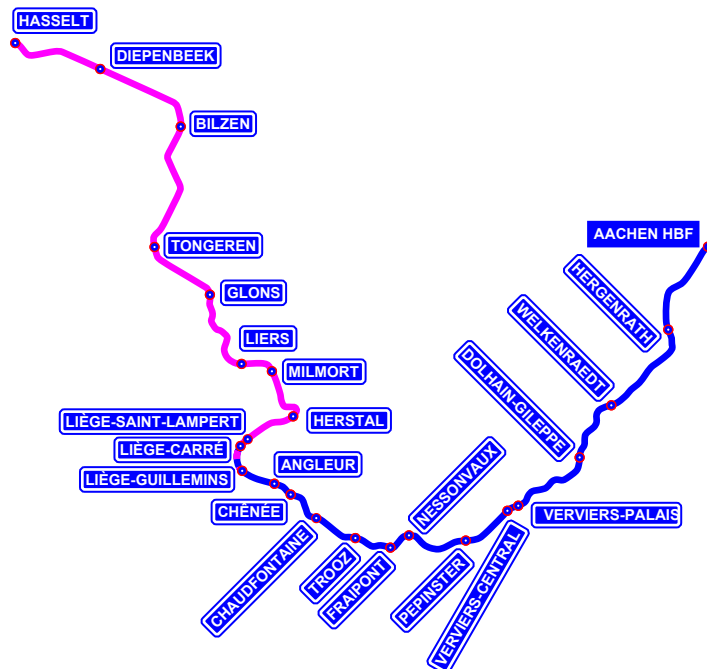 HASSELT
DIEPENBEEK
BILZEN
TONGEREN
GLONS
LIERS
MILMORT
HERSTAL
LIÈGE-SAINT-LAMPERT
LIÈGE-CARRÉ
LIÈGE-GUILLEMINS
ANGLEUR
CHÊNÉE
CHAUDFONTAINE
TROOZ
FRAIPONT
NESSONVAUX
PEPINSTER
VERVIERS-CENTRAL
VERVIERS-PALAIS
DOLHAIN-GILEPPE
WELKENRAEDT
HERGENRATH
AACHEN HBF